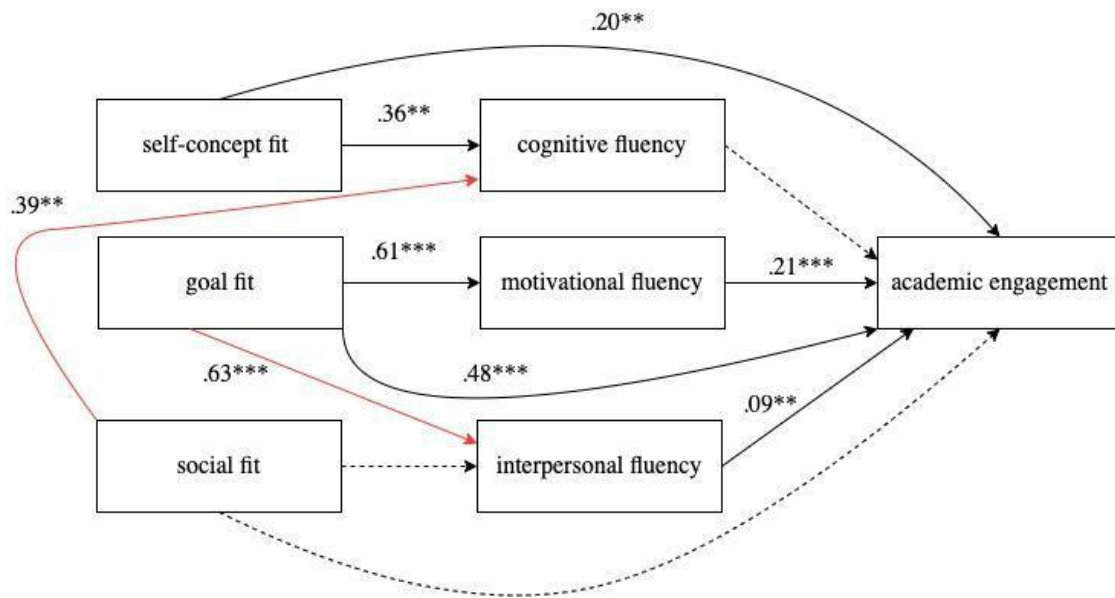 .20**
.36**
self-concept fit
cognitive fluency
.39**
.61***
.21***
goal fit
motivational fluency
academic engagement
.63***
.48***
.09**
social fit
interpersonal fluency